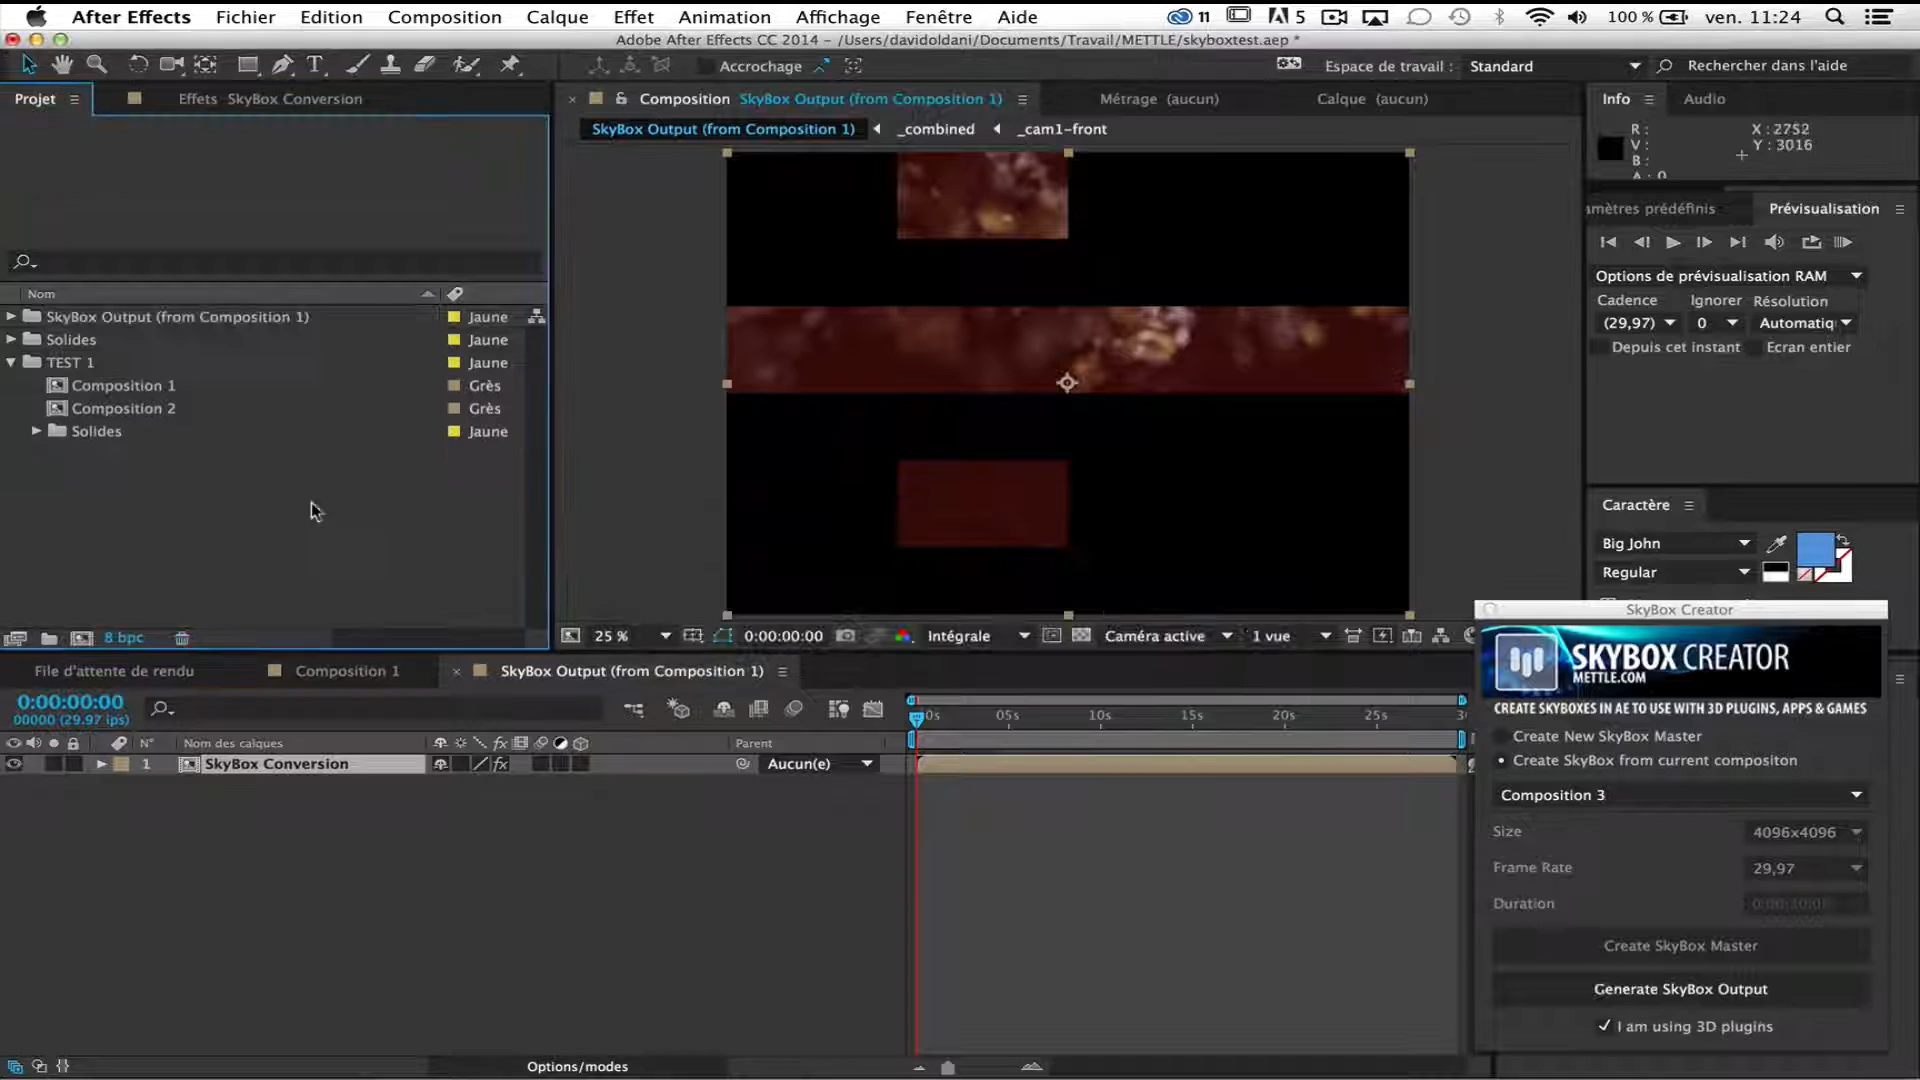 After Effects Fichier Edition Composition Calque Effet Animation Affichage Fenêtre Aide 11 5 100 % ven. 11:24
Adobe After Effects CC 2014 - /Users/davidoldani/Documents/Travail/METTLE/skyboxtest.aep *
Accrochage Espace de travail : Standard Rechercher dans l'aide
Projet Effets SkyBox Conversion
Composition SkyBox Output (from Composition 1) Métrage (aucun) Calque (aucun)
Info Audio
SkyBox Output (from Composition 1) _combined _cam1-front
R : X : 2752
V : Y : 3016
B :
A : 0
amètres prédéfinis Prévisualisation
Options de prévisualisation RAM
Cadence Ignorer Résolution
(29,97) 0 Automatiq
Depuis cet instant Ecran entier
Nom
SkyBox Output (from Composition 1) Jaune
Solides Jaune
TEST 1 Jaune
Composition 1 Grès
Composition 2 Grès
Solides Jaune
Caractère
Big John
Regular
8 bpc
25 % 0:00:00:00 Intégrale Caméra active 1 vue
SkyBox Creator
SKYBOX CREATOR
METTLE.COM
CREATE SKYBOXES IN AE TO USE WITH 3D PLUGINS, APPS & GAMES
Create New SkyBox Master
Create SkyBox from current compositon
Composition 3
Size 4096x4096
Frame Rate 29,97
Duration
Create SkyBox Master
Generate SkyBox Output
I am using 3D plugins
File d'attente de rendu Composition 1 SkyBox Output (from Composition 1)
0:00:00:00
00000 (29.97 ips)
0s 05s 10s 15s 20s 25s
N° Nom des calques fx Parent
1 SkyBox Conversion fx Aucun(e)
Options/modes